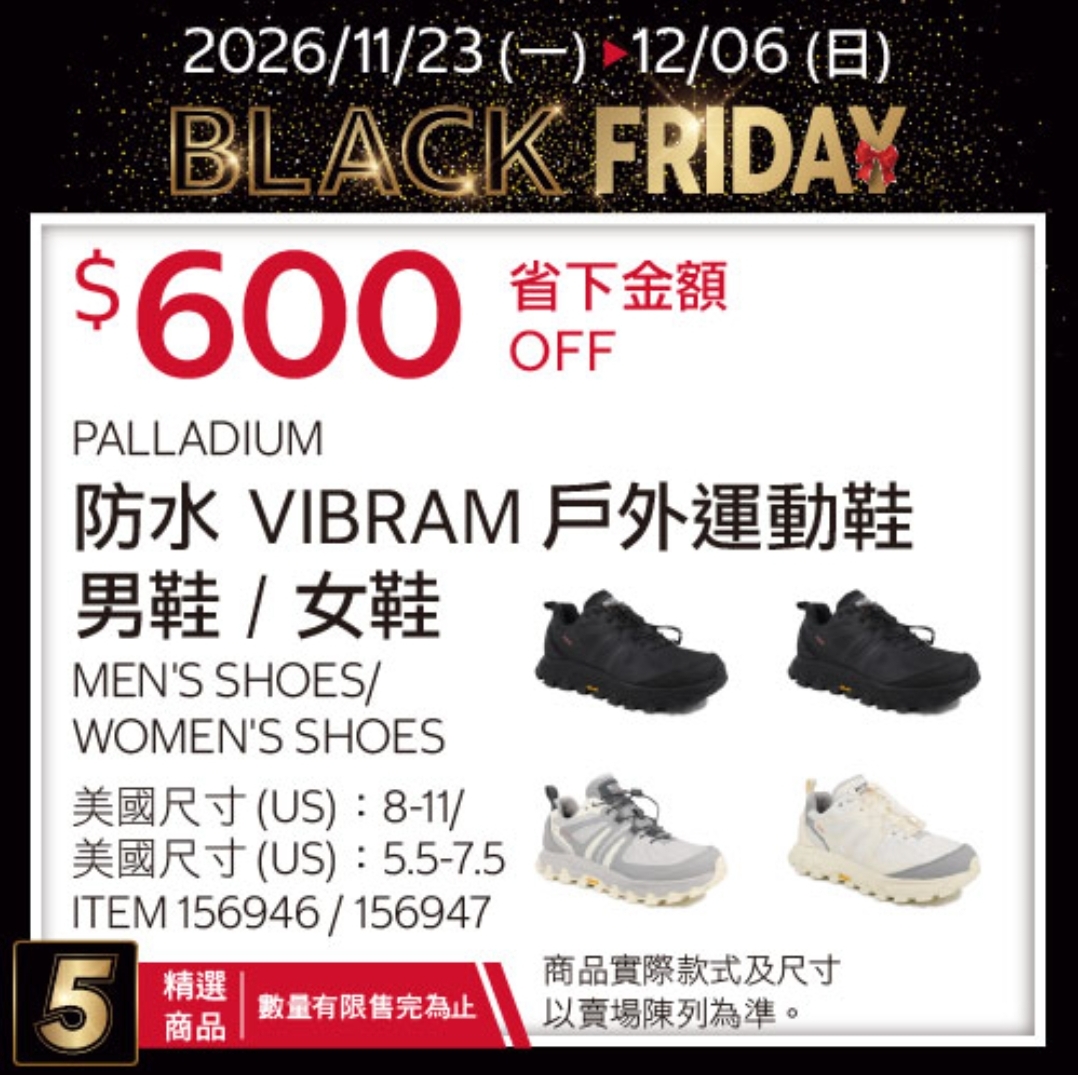 2026/11/23 (一) ▶ 12/06 (日)
BLACK FRIDAY
$600 省下金額
OFF
PALLADIUM
防水 VIBRAM 戶外運動鞋
男鞋 / 女鞋
MEN'S SHOES/
WOMEN'S SHOES
美國尺寸 (US)：8-11/
美國尺寸 (US)：5.5-7.5
ITEM 156946 / 156947
5
精選
商品
數量有限售完為止
商品實際款式及尺寸
以賣場陳列為準。